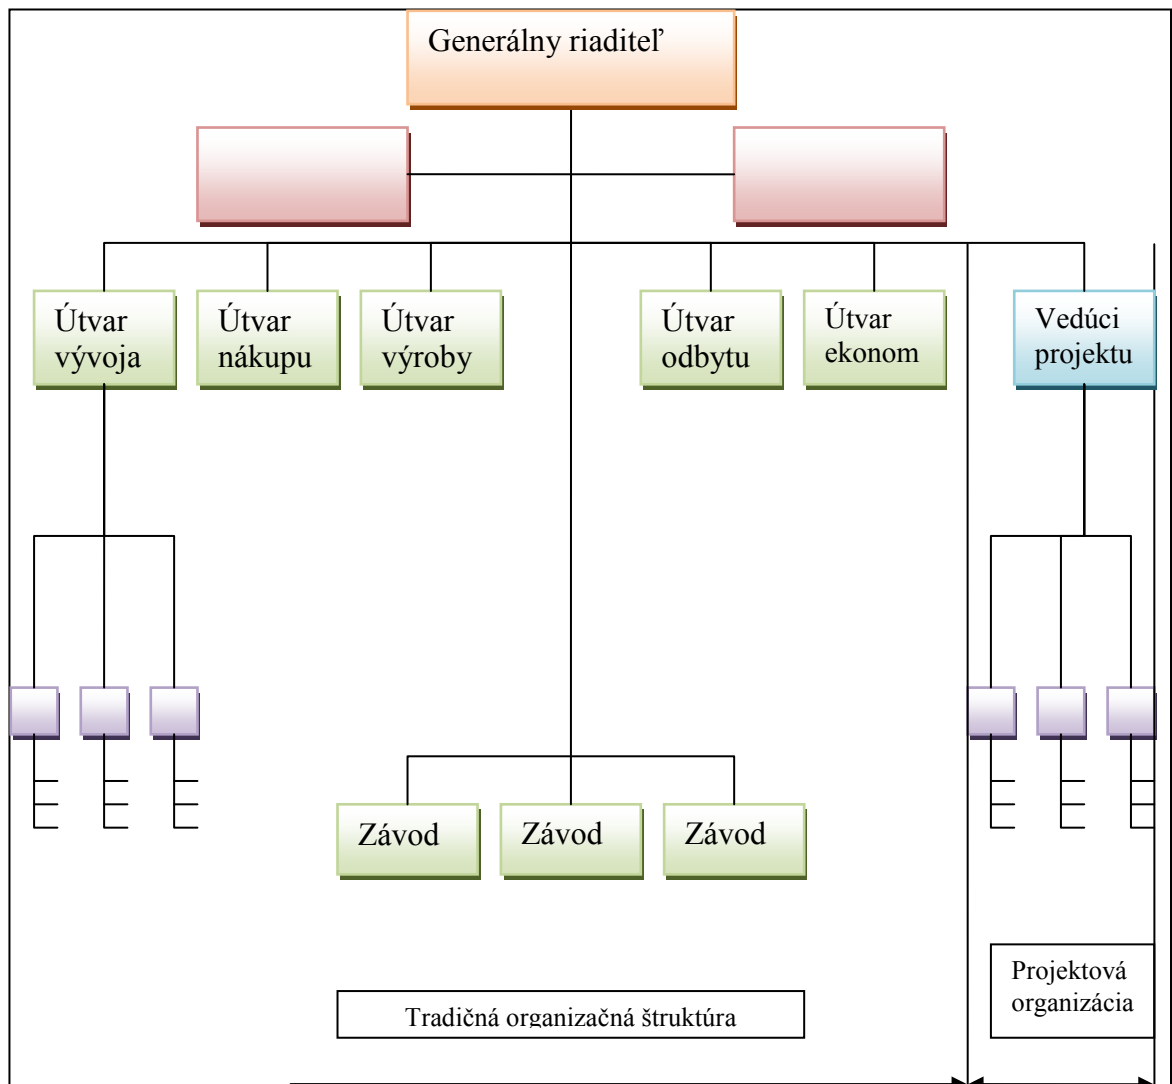 Generálny riaditeľ
Útvar
vývoja
Útvar
nákupu
Útvar
výroby
Útvar
odbytu
Útvar
ekonom
Vedúci
projektu
Závod
Závod
Závod
Projektová
organizácia
Tradičná organizačná štruktúra